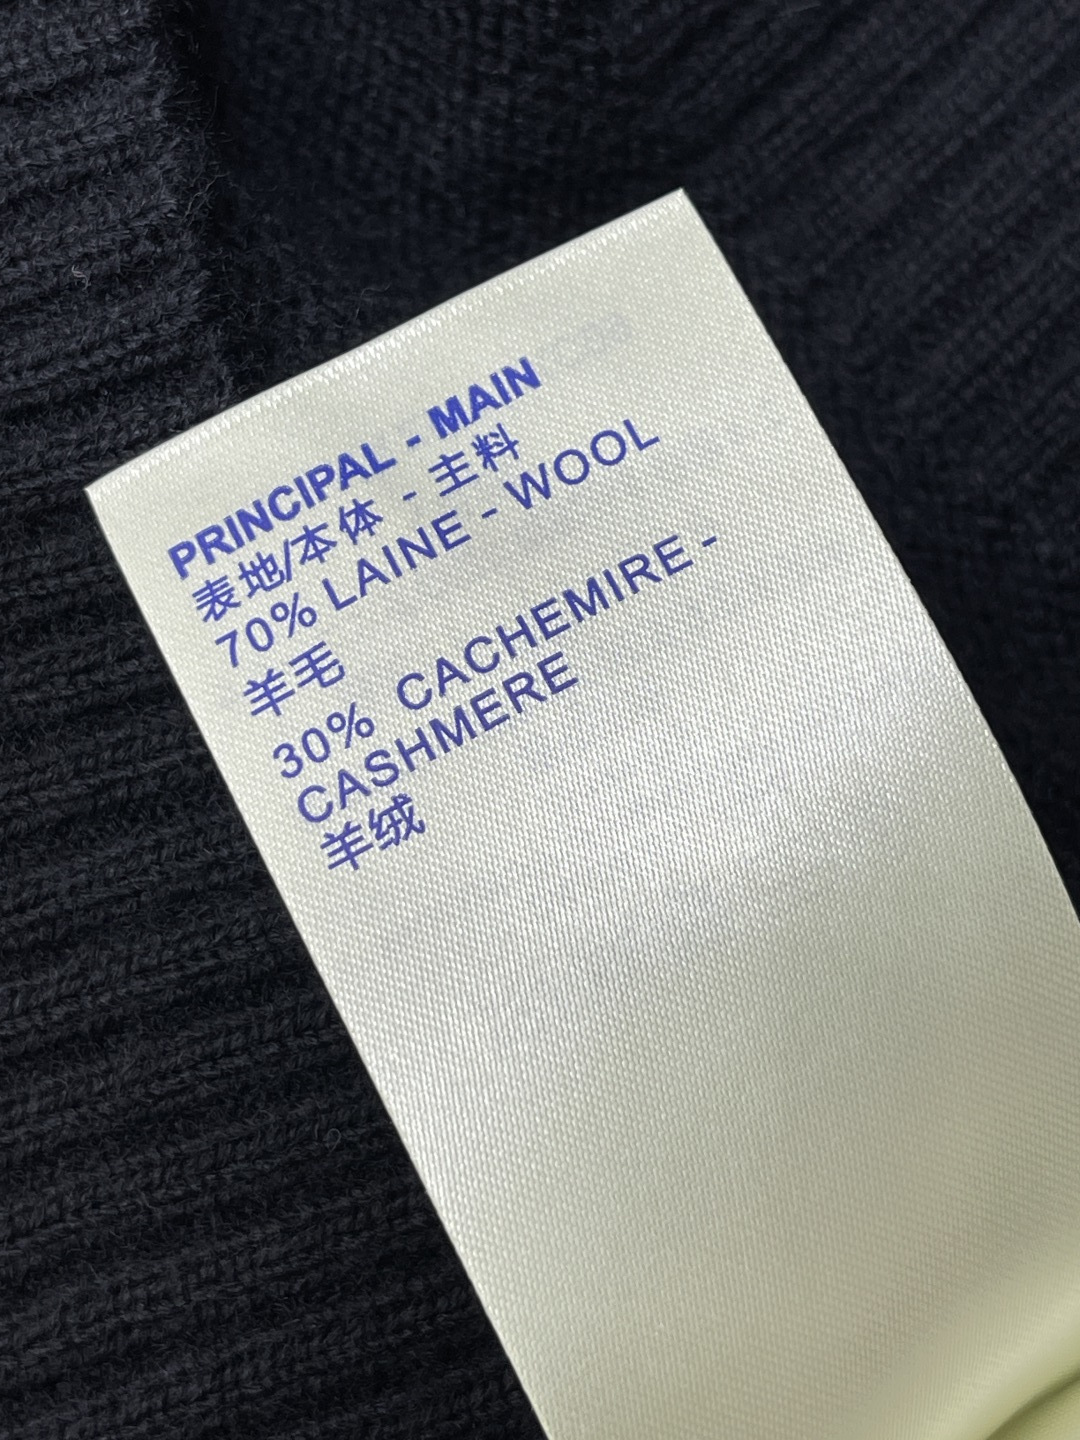 PRINCIPAL - MAIN
表地/本体 - 主料
70% LAINE - WOOL
羊毛
30% CACHEMIRE -
CASHMERE
羊绒